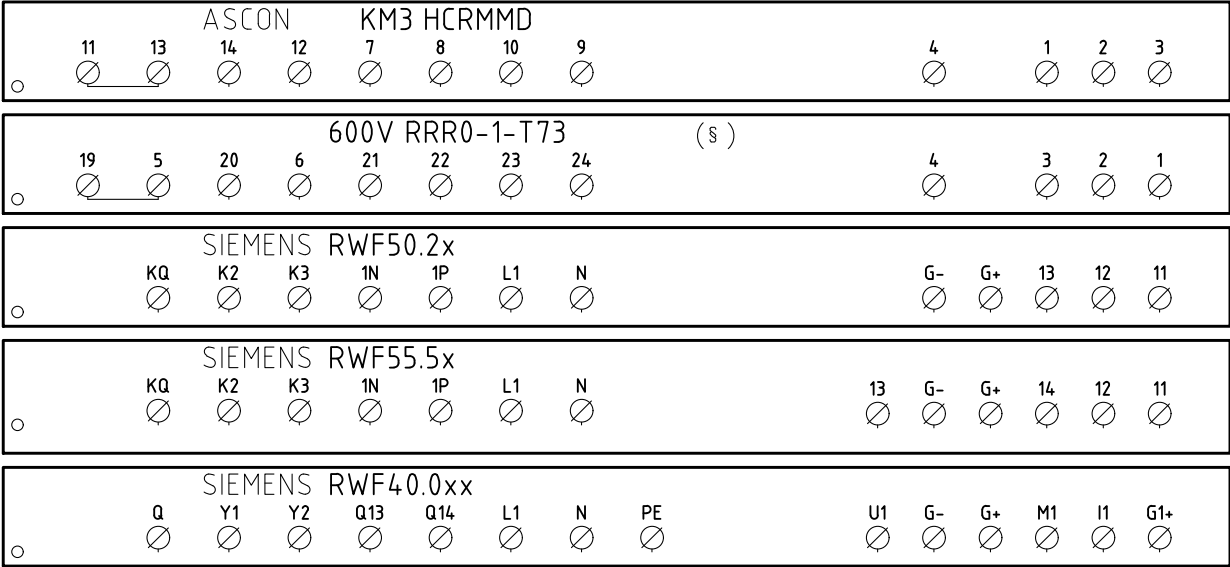 ASCON KM3 HCRMMD
11 13 14 12 7 8 10 9 4 1 2 3
600V RRR0-1-T73 (§)
19 5 20 6 21 22 23 24 4 3 2 1
SIEMENS RWF50.2x
KQ K2 K3 1N 1P L1 N G- G+ 13 12 11
SIEMENS RWF55.5x
KQ K2 K3 1N 1P L1 N 13 G- G+ 14 12 11
SIEMENS RWF40.0xx
Q Y1 Y2 Q13 Q14 L1 N PE U1 G- G+ M1 I1 G1+